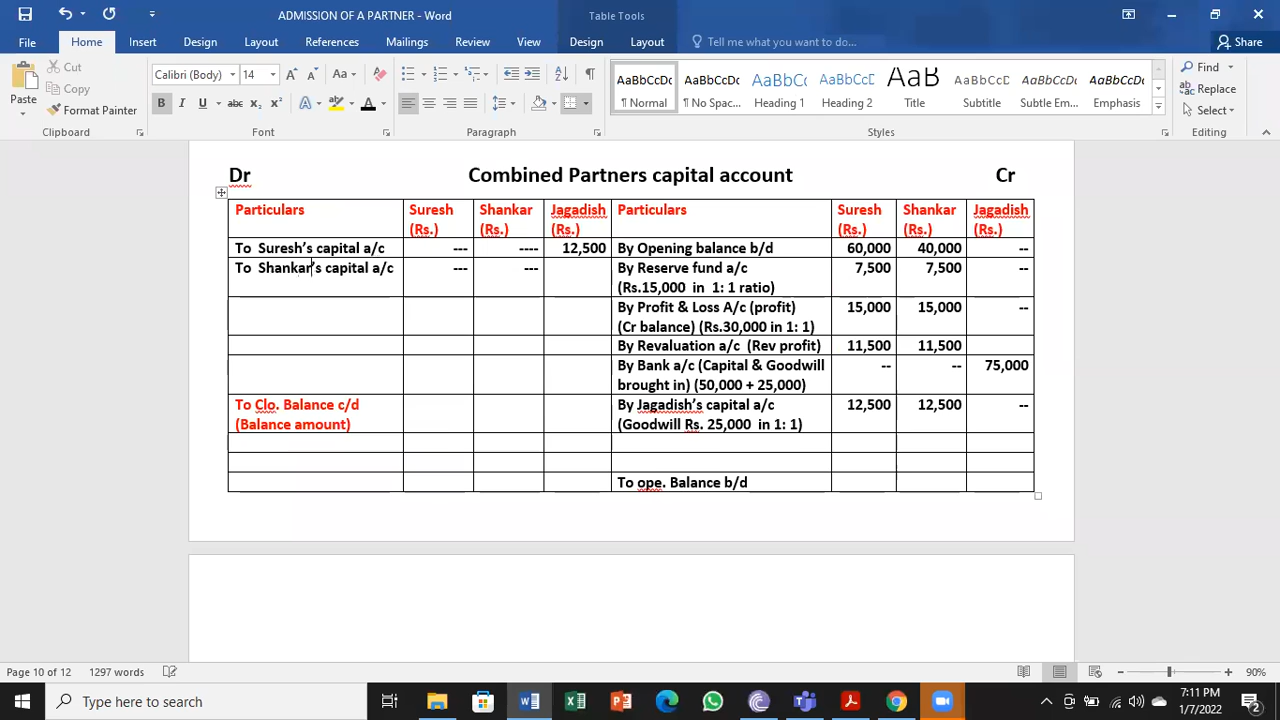 ADMISSION OF A PARTNER - Word
Table Tools
File Home Insert Design Layout References Mailings Review View Design Layout Tell me what you want to do... Share
Paste Cut Copy Format Painter
Calibri (Body) 14
AaBbCcDc AaBbCcDc AaBbCc AaBbCcD AaB AaBbCcD AaBbCcDc AaBbCcDc
¶ Normal ¶ No Spac... Heading 1 Heading 2 Title Subtitle Subtle Em... Emphasis
Find Replace Select
Clipboard Font Paragraph Styles Editing
Dr Combined Partners capital account Cr
Particulars Suresh (Rs.) Shankar (Rs.) Jagadish (Rs.) Particulars Suresh (Rs.) Shankar (Rs.) Jagadish (Rs.)
To Suresh's capital a/c --- ---- 12,500 By Opening balance b/d 60,000 40,000 --
To Shankar's capital a/c --- --- By Reserve fund a/c 7,500 7,500 --
(Rs.15,000 in 1: 1 ratio)
By Profit & Loss A/c (profit) 15,000 15,000 --
(Cr balance) (Rs.30,000 in 1: 1)
By Revaluation a/c (Rev profit) 11,500 11,500
By Bank a/c (Capital & Goodwill -- -- 75,000
brought in) (50,000 + 25,000)
To Clo. Balance c/d By Jagadish's capital a/c 12,500 12,500 --
(Balance amount) (Goodwill Rs. 25,000 in 1: 1)
To ope. Balance b/d
Page 10 of 12 1297 words 90%
Type here to search 7:11 PM
1/7/2022 2